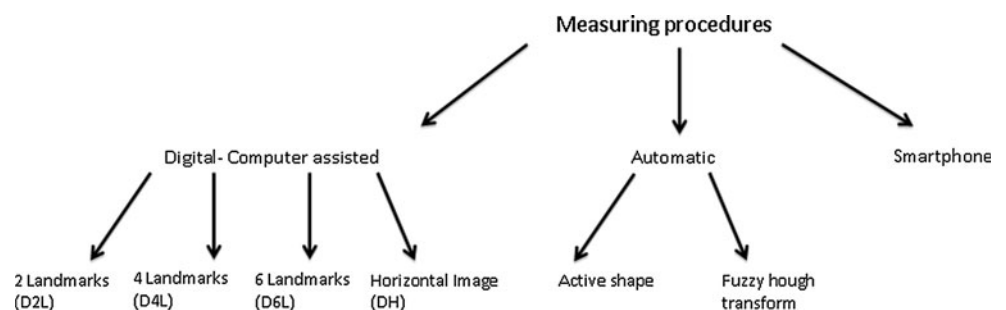 Measuring procedures
Digital- Computer assisted
Automatic
Smartphone
2 Landmarks
(D2L)
4 Landmarks
(D4L)
6 Landmarks
(D6L)
Horizontal Image
(DH)
Active shape
Fuzzy hough
transform